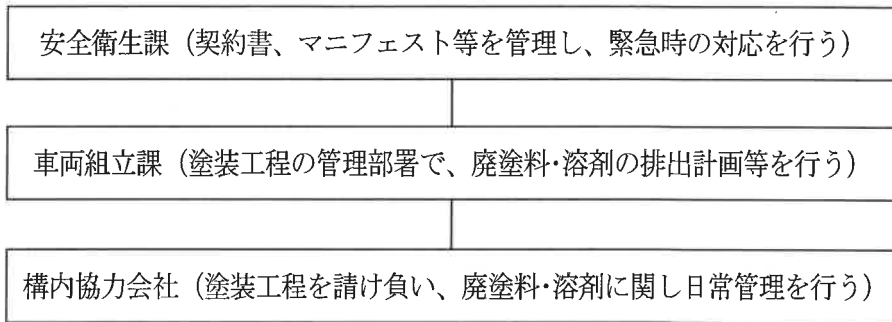 安全衛生課（契約書、マニフェスト等を管理し、緊急時の対応を行う）
車両組立課（塗装工程の管理部署で、廃塗料･溶剤の排出計画等を行う）
構内協力会社（塗装工程を請け負い、廃塗料･溶剤に関し日常管理を行う）